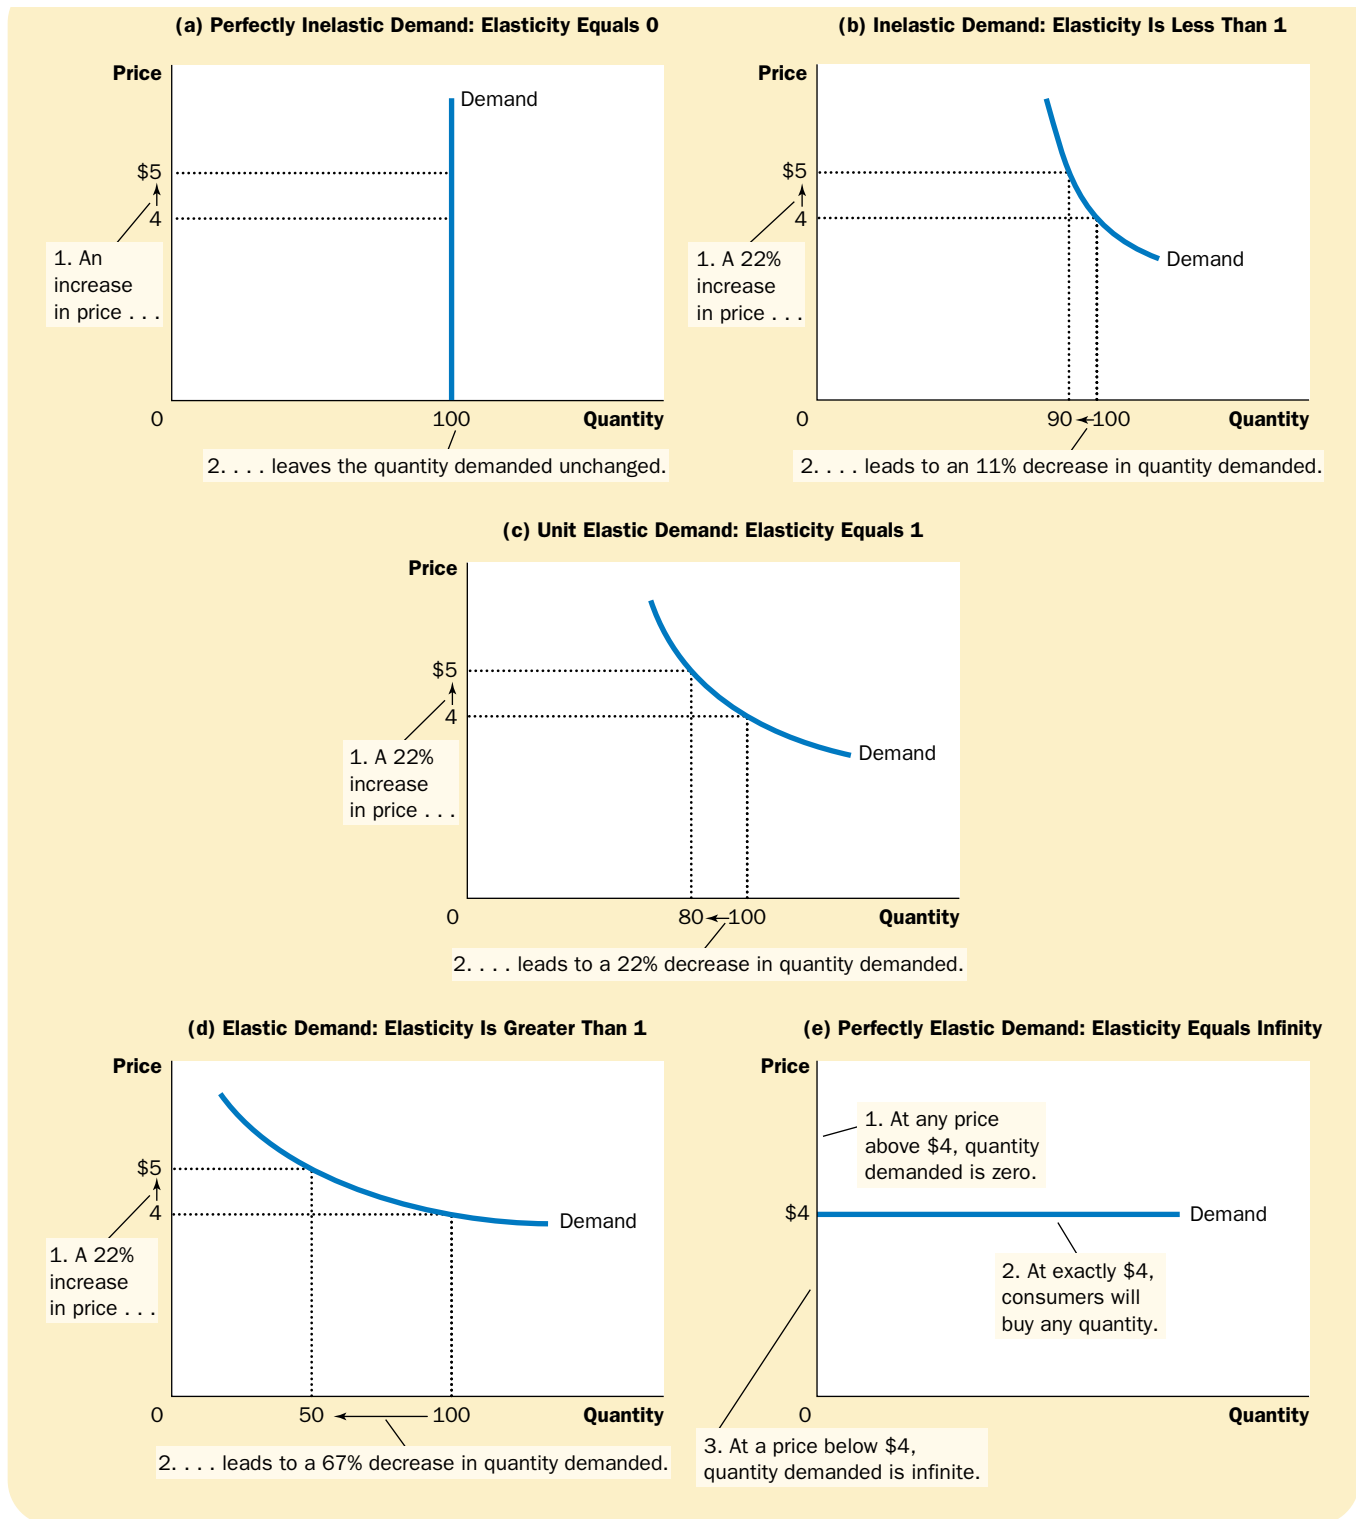 (a) Perfectly Inelastic Demand: Elasticity Equals 0
Price
Demand
$5
4
1. An
increase
in price . . .
0
100
Quantity
2. . . . leaves the quantity demanded unchanged.
(b) Inelastic Demand: Elasticity Is Less Than 1
Price
$5
4
1. A 22%
increase
in price . . .
Demand
0
90
100
Quantity
2. . . . leads to an 11% decrease in quantity demanded.
(c) Unit Elastic Demand: Elasticity Equals 1
Price
$5
4
1. A 22%
increase
in price . . .
Demand
0
80
100
Quantity
2. . . . leads to a 22% decrease in quantity demanded.
(d) Elastic Demand: Elasticity Is Greater Than 1
Price
$5
4
Demand
1. A 22%
increase
in price . . .
0
50
100
Quantity
2. . . . leads to a 67% decrease in quantity demanded.
(e) Perfectly Elastic Demand: Elasticity Equals Infinity
Price
1. At any price
above $4, quantity
demanded is zero.
$4
Demand
2. At exactly $4,
consumers will
buy any quantity.
0
Quantity
3. At a price below $4,
quantity demanded is infinite.